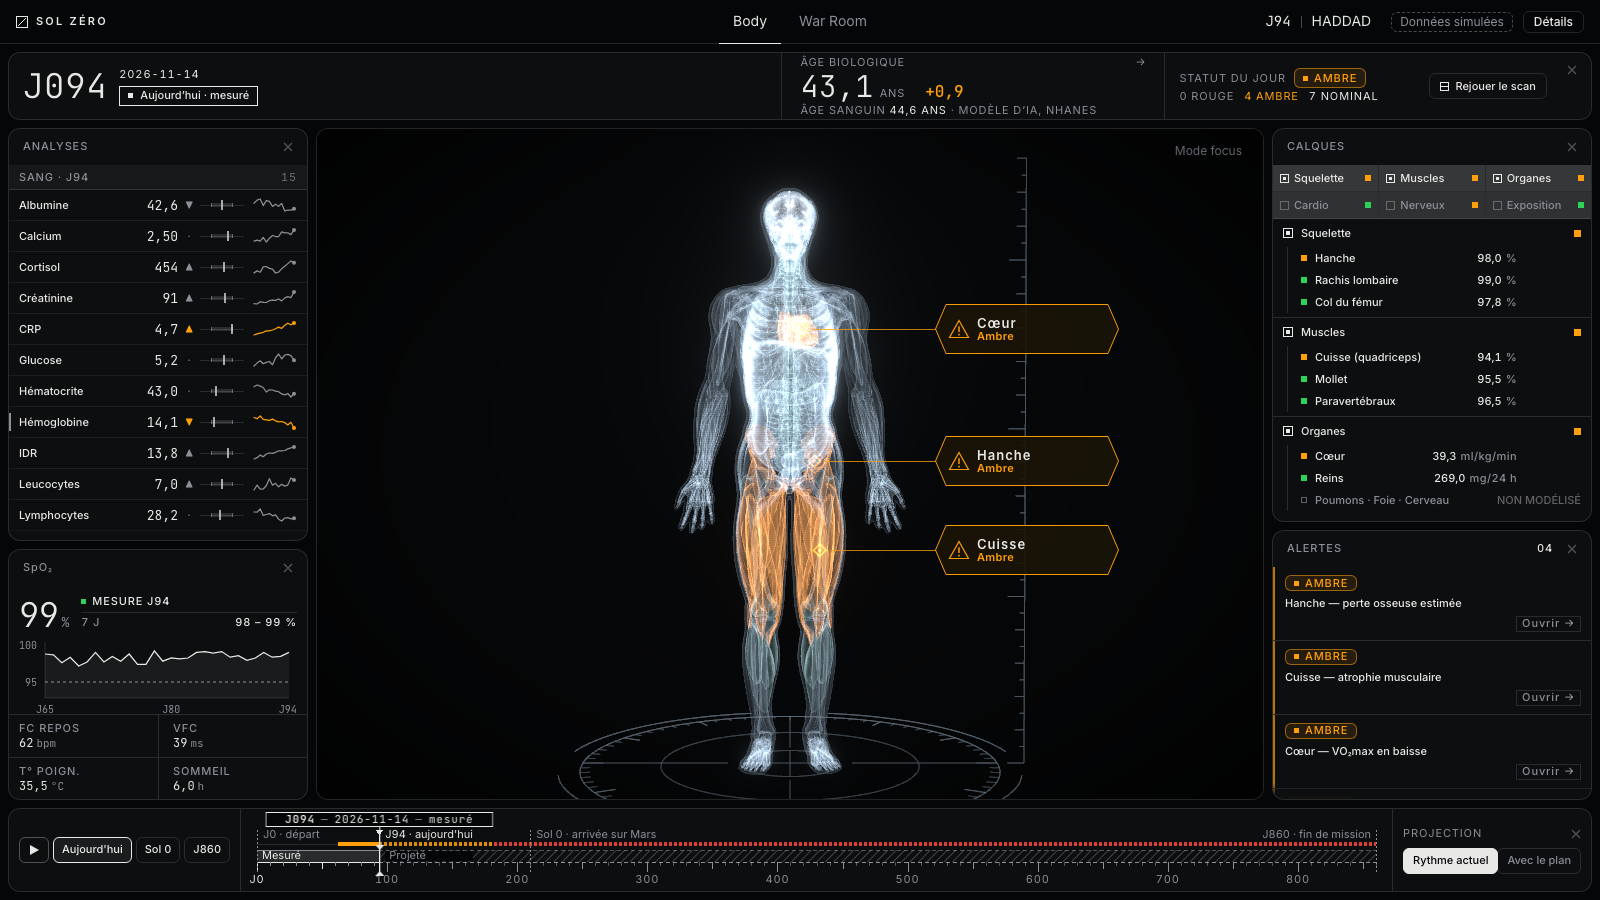 SOL ZÉRO
Body
War Room
J94 | HADDAD
Données simulées
Détails
J094
2026-11-14
Aujourd'hui · mesuré
ÂGE BIOLOGIQUE →
43,1 ANS +0,9
ÂGE SANGUIN 44,6 ANS · MODÈLE D'IA, NHANES
STATUT DU JOUR AMBRE
0 ROUGE 4 AMBRE 7 NOMINAL
Rejouer le scan
ANALYSES
SANG · J94 15
Albumine 42,6 ▼
Calcium 2,50 ·
Cortisol 454 ▲
Créatinine 91 ▲
CRP 4,7 ▲
Glucose 5,2 ·
Hématocrite 43,0 ·
Hémoglobine 14,1 ▼
IDR 13,8 ▲
Leucocytes 7,0 ▲
Lymphocytes 28,2 ·
SpO₂
99%
MESURE J94
7 J 98 – 99 %
100
95
J65 J80 J94
FC REPOS
62 bpm
VFC
39 ms
T° POIGN.
35,5 °C
SOMMEIL
6,0 h
Mode focus
Cœur
Ambre
Hanche
Ambre
Cuisse
Ambre
CALQUES
Squelette
Muscles
Organes
Cardio
Nerveux
Exposition
Squelette
Hanche 98,0 %
Rachis lombaire 99,0 %
Col du fémur 97,8 %
Muscles
Cuisse (quadriceps) 94,1 %
Mollet 95,5 %
Paravertébraux 96,5 %
Organes
Cœur 39,3 ml/kg/min
Reins 269,0 mg/24 h
Poumons · Foie · Cerveau NON MODÉLISÉ
ALERTES 04
AMBRE
Hanche — perte osseuse estimée
Ouvrir →
AMBRE
Cuisse — atrophie musculaire
Ouvrir →
AMBRE
Cœur — VO₂max en baisse
Ouvrir →
Aujourd'hui
Sol 0
J860
J094 — 2026-11-14 — mesuré
J0 · départ
J94 · aujourd'hui
Sol 0 · arrivée sur Mars
J860 · fin de mission
Mesuré
Projeté
J0 100 200 300 400 500 600 700 800
PROJECTION
Rythme actuel
Avec le plan